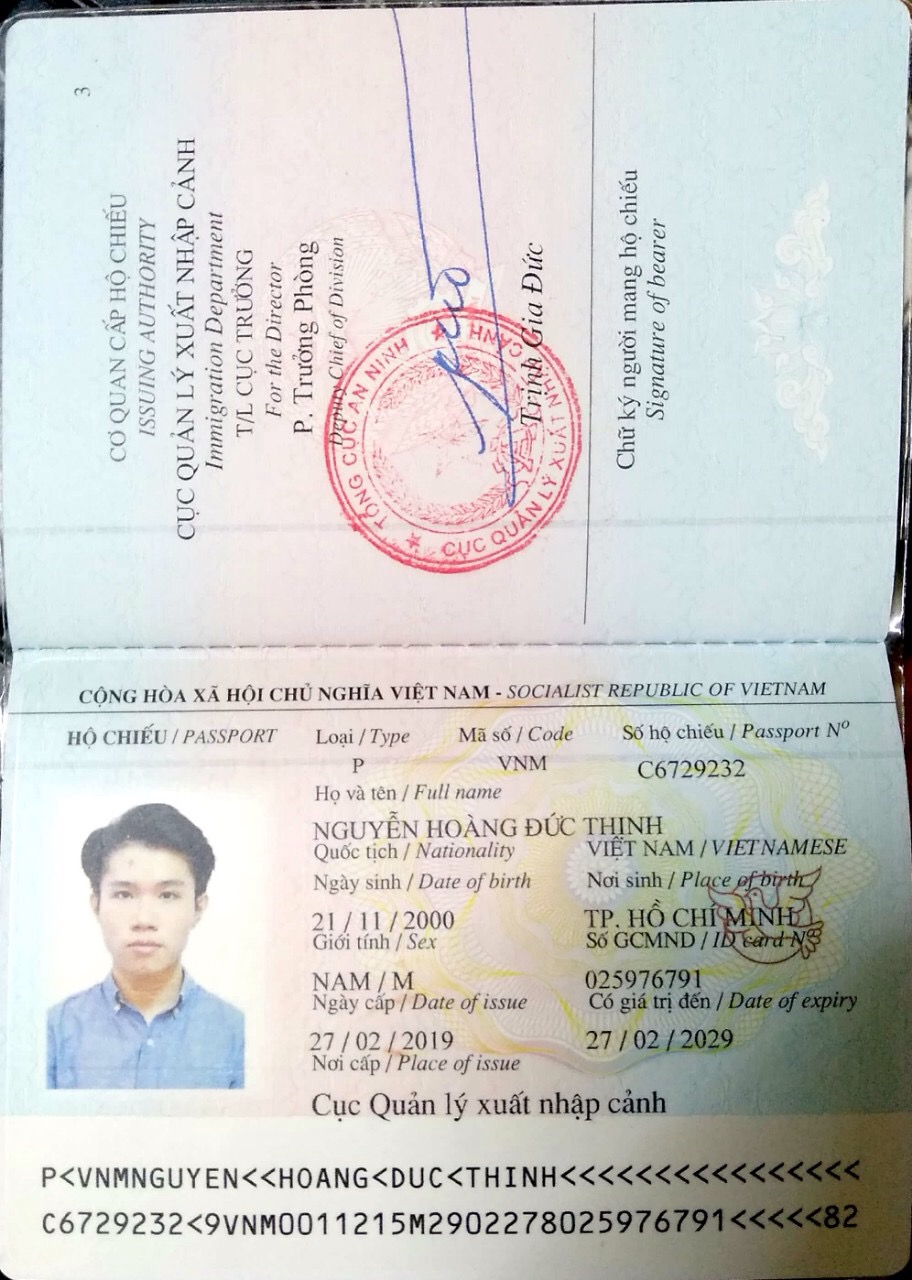 3
CƠ QUAN CẤP HỘ CHIẾU
ISSUING AUTHORITY
CỤC QUẢN LÝ XUẤT NHẬP CẢNH
Immigration Department
T/L CỤC TRƯỞNG
For the Director
P. Trưởng Phòng
Deputy Chief of Division
TỔNG CỤC AN NINH
CỤC QUẢN LÝ XUẤT NHẬP CẢNH
Trịnh Gia Đức
Chữ ký người mang hộ chiếu
Signature of bearer
CỘNG HÒA XÃ HỘI CHỦ NGHĨA VIỆT NAM - SOCIALIST REPUBLIC OF VIETNAM
HỘ CHIẾU / PASSPORT Loại / Type Mã số / Code Số hộ chiếu / Passport Nº
P VNM C6729232
Họ và tên / Full name
NGUYỄN HOÀNG ĐỨC THỊNH
Quốc tịch / Nationality VIỆT NAM / VIETNAMESE
Ngày sinh / Date of birth Nơi sinh / Place of birth
21 / 11 / 2000 TP. HỒ CHÍ MINH
Giới tính / Sex Số GCMND / ID card Nº
NAM / M 025976791
Ngày cấp / Date of issue Có giá trị đến / Date of expiry
27 / 02 / 2019 27 / 02 / 2029
Nơi cấp / Place of issue
Cục Quản lý xuất nhập cảnh
P<VNMNGUYEN<<HOANG<DUC<THINH<<<<<<<<<<<<<<<<
C6729232<9VNM0011215M2902278025976791<<<<<82